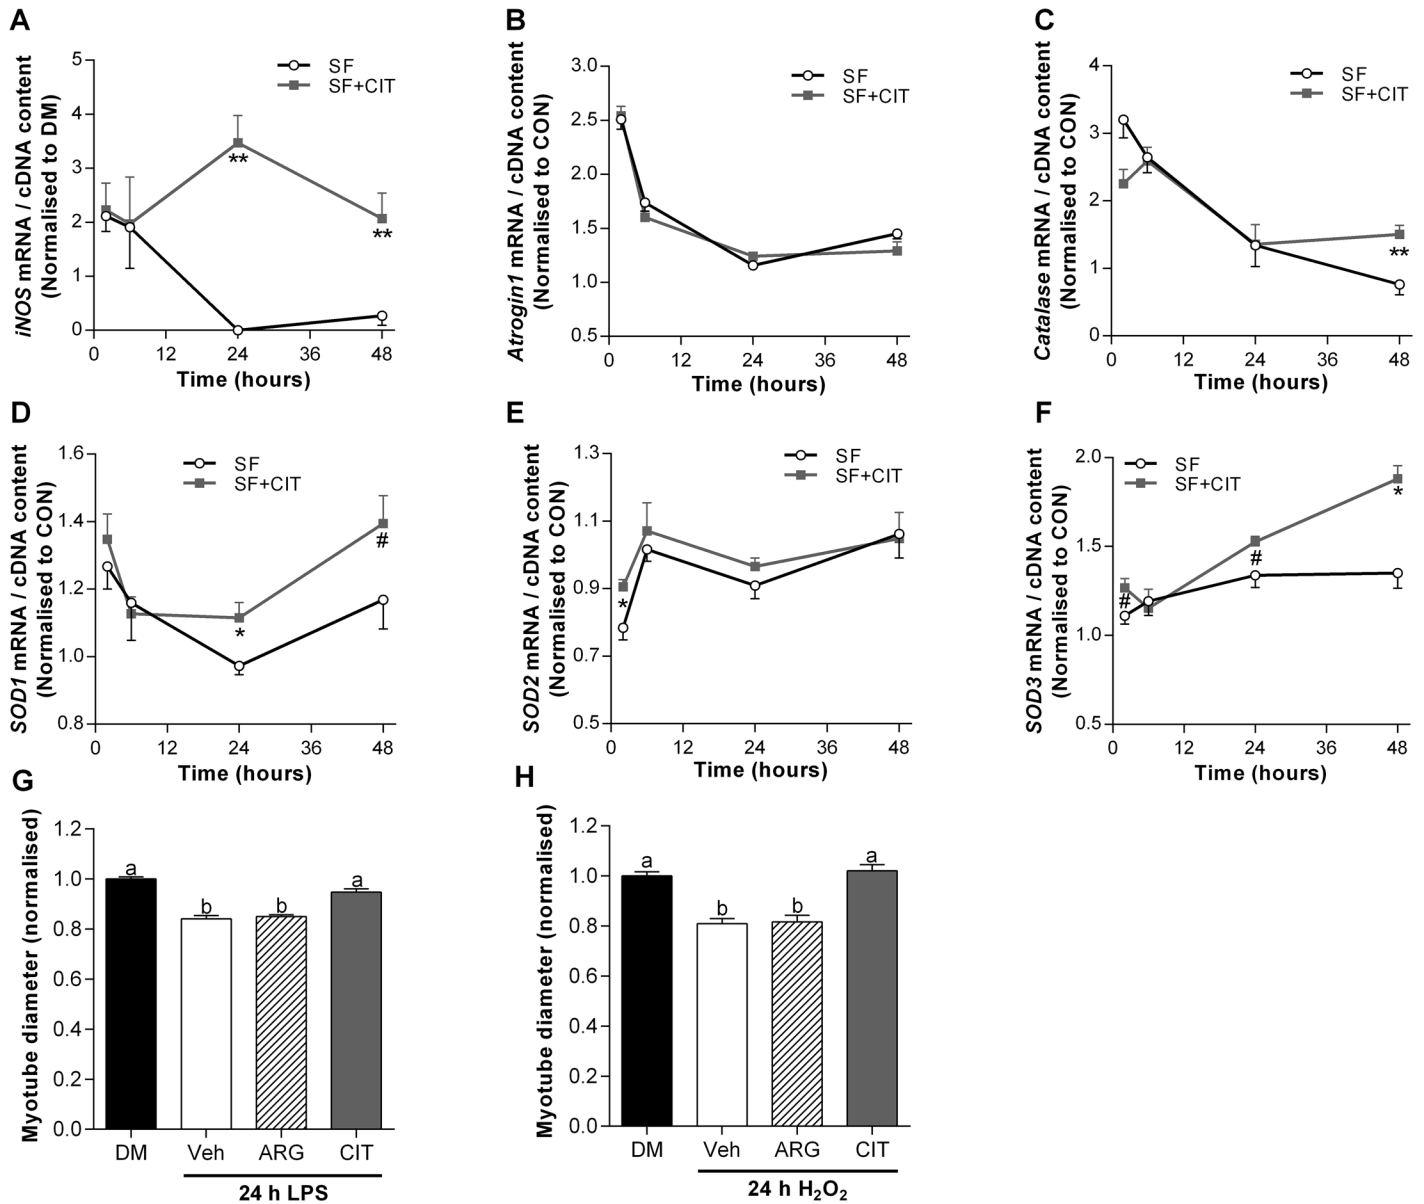 A
iNOS mRNA / cDNA content
(Normalised to DM)
5
4
3
2
1
0
SF
SF+CIT
**
**
0 12 24 36 48
Time (hours)
B
Atrogin1 mRNA / cDNA content
(Normalised to CON)
3.0
2.5
2.0
1.5
1.0
0.5
SF
SF+CIT
0 12 24 36 48
Time (hours)
C
Catalase mRNA / cDNA content
(Normalised to CON)
4
3
2
1
0
SF
SF+CIT
**
0 12 24 36 48
Time (hours)
D
SOD1 mRNA / cDNA content
(Normalised to CON)
1.6
1.4
1.2
1.0
0.8
SF
SF+CIT
*
#
0 12 24 36 48
Time (hours)
E
SOD2 mRNA / cDNA content
(Normalised to CON)
1.3
1.1
0.9
0.7
0.5
SF
SF+CIT
*
0 12 24 36 48
Time (hours)
F
SOD3 mRNA / cDNA content
(Normalised to CON)
2.0
1.5
1.0
0.5
SF
SF+CIT
#
#
*
0 12 24 36 48
Time (hours)
G
Myotube diameter (normalised)
1.2
1.0
0.8
0.6
0.4
0.2
0.0
a b b a
DM Veh ARG CIT
24 h LPS
H
Myotube diameter (normalised)
1.2
1.0
0.8
0.6
0.4
0.2
0.0
a b b a
DM Veh ARG CIT
24 h H₂O₂